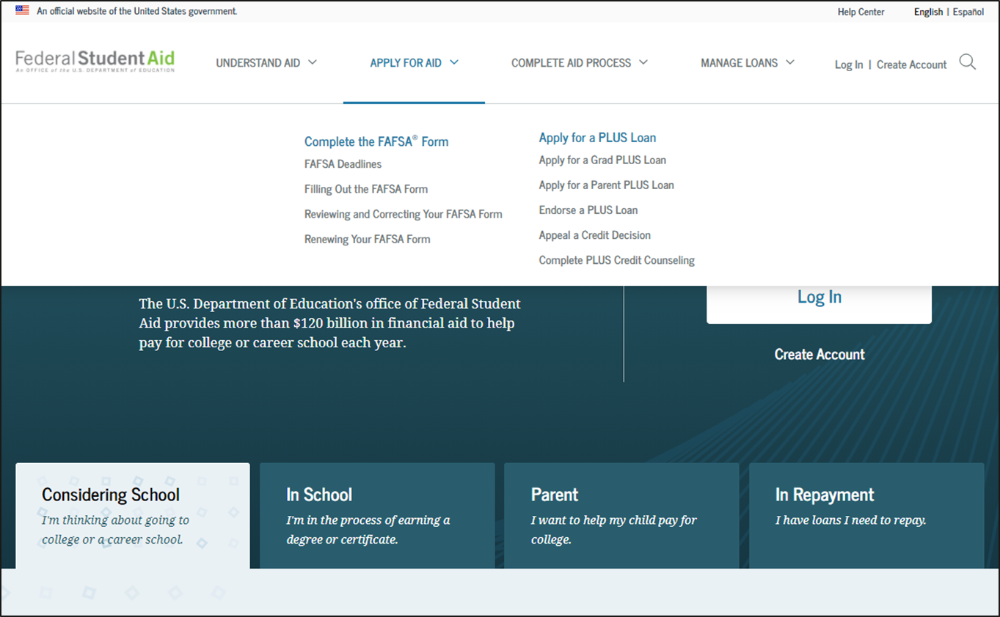 An official website of the United States government.
Help Center
English | Español
Federal Student Aid
An OFFICE of the U.S. DEPARTMENT of EDUCATION
UNDERSTAND AID
APPLY FOR AID
COMPLETE AID PROCESS
MANAGE LOANS
Log In | Create Account
Complete the FAFSA® Form
FAFSA Deadlines
Filling Out the FAFSA Form
Reviewing and Correcting Your FAFSA Form
Renewing Your FAFSA Form
Apply for a PLUS Loan
Apply for a Grad PLUS Loan
Apply for a Parent PLUS Loan
Endorse a PLUS Loan
Appeal a Credit Decision
Complete PLUS Credit Counseling
The U.S. Department of Education's office of Federal Student
Aid provides more than $120 billion in financial aid to help
pay for college or career school each year.
Log In
Create Account
Considering School
I'm thinking about going to
college or a career school.
In School
I'm in the process of earning a
degree or certificate.
Parent
I want to help my child pay for
college.
In Repayment
I have loans I need to repay.